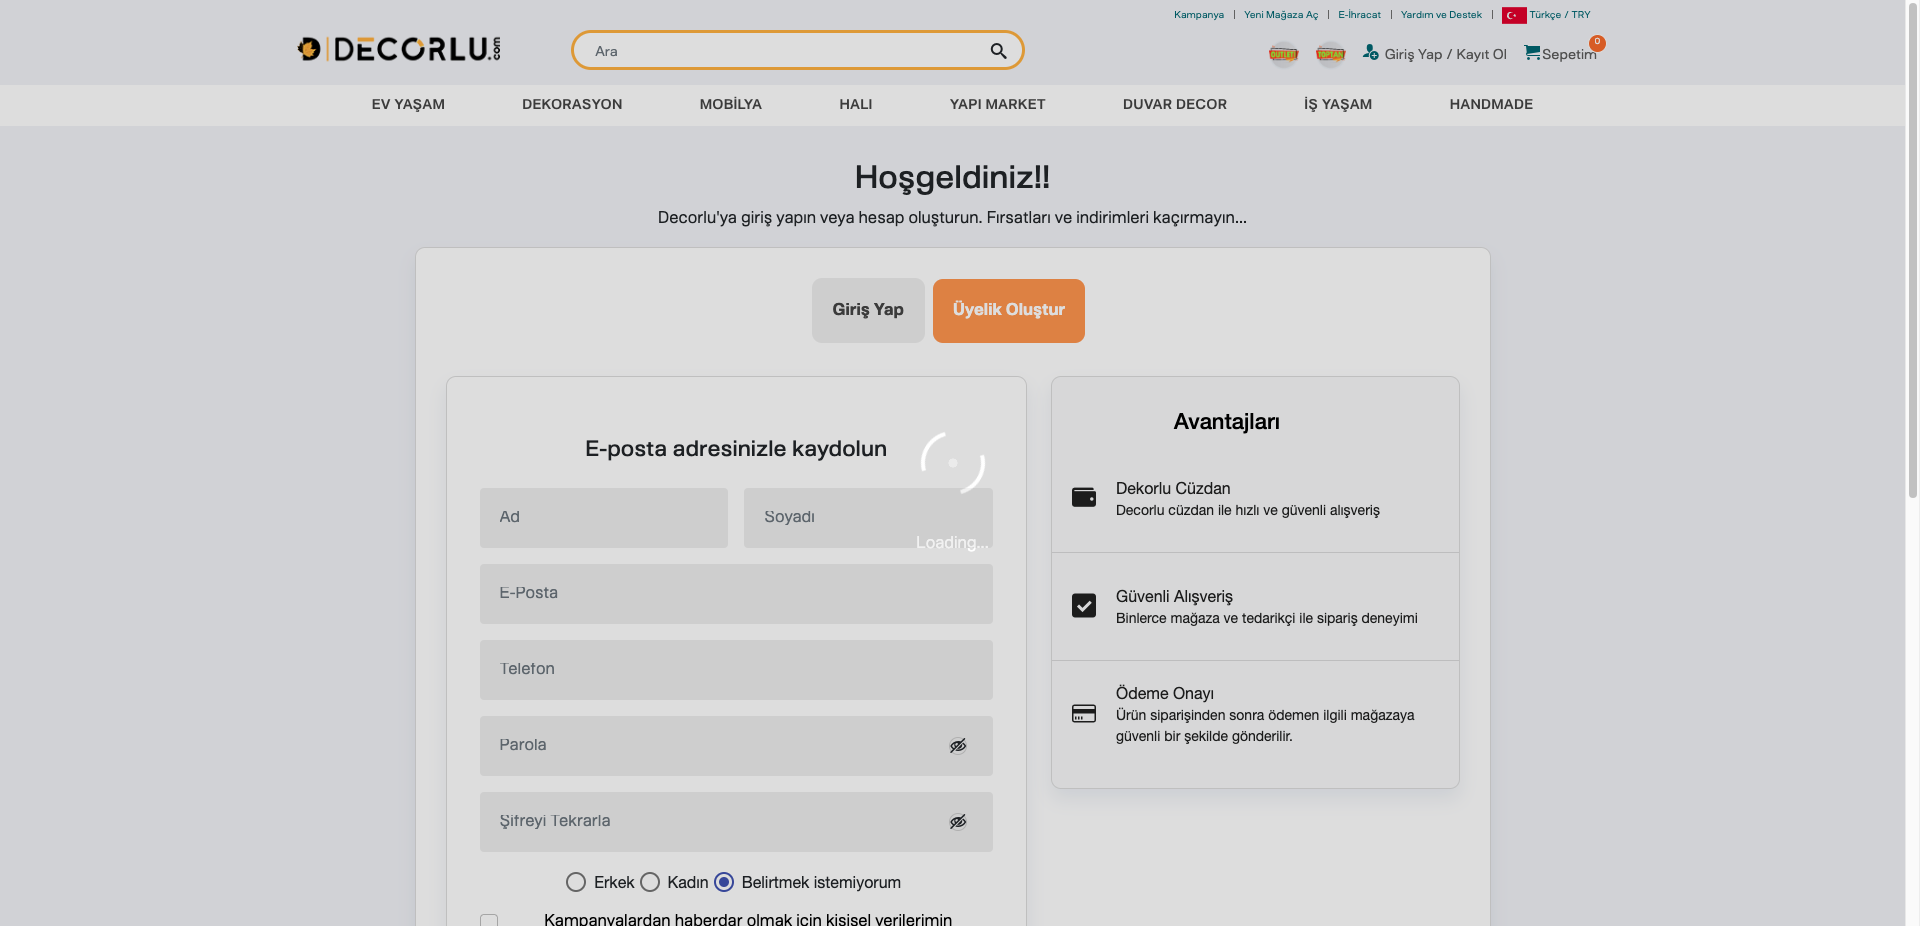 Kampanya | Yeni Mağaza Aç | E-İhracat | Yardım ve Destek | Türkçe / TRY
DECORLU.com
Ara
OUTLET
TOPTAN
Giriş Yap / Kayıt Ol
Sepetim
0
EV YAŞAM
DEKORASYON
MOBİLYA
HALI
YAPI MARKET
DUVAR DECOR
İŞ YAŞAM
HANDMADE
Hoşgeldiniz!!
Decorlu'ya giriş yapın veya hesap oluşturun. Fırsatları ve indirimleri kaçırmayın...
Giriş Yap
Üyelik Oluştur
E-posta adresinizle kaydolun
Ad
Soyadı
Loading...
E-Posta
Telefon
Parola
Şifreyi Tekrarla
Erkek
Kadın
Belirtmek istemiyorum
Kampanyalardan haberdar olmak için kişisel verilerimin
Avantajları
Dekorlu Cüzdan
Decorlu cüzdan ile hızlı ve güvenli alışveriş
Güvenli Alışveriş
Binlerce mağaza ve tedarikçi ile sipariş deneyimi
Ödeme Onayı
Ürün siparişinden sonra ödemen ilgili mağazaya
güvenli bir şekilde gönderilir.